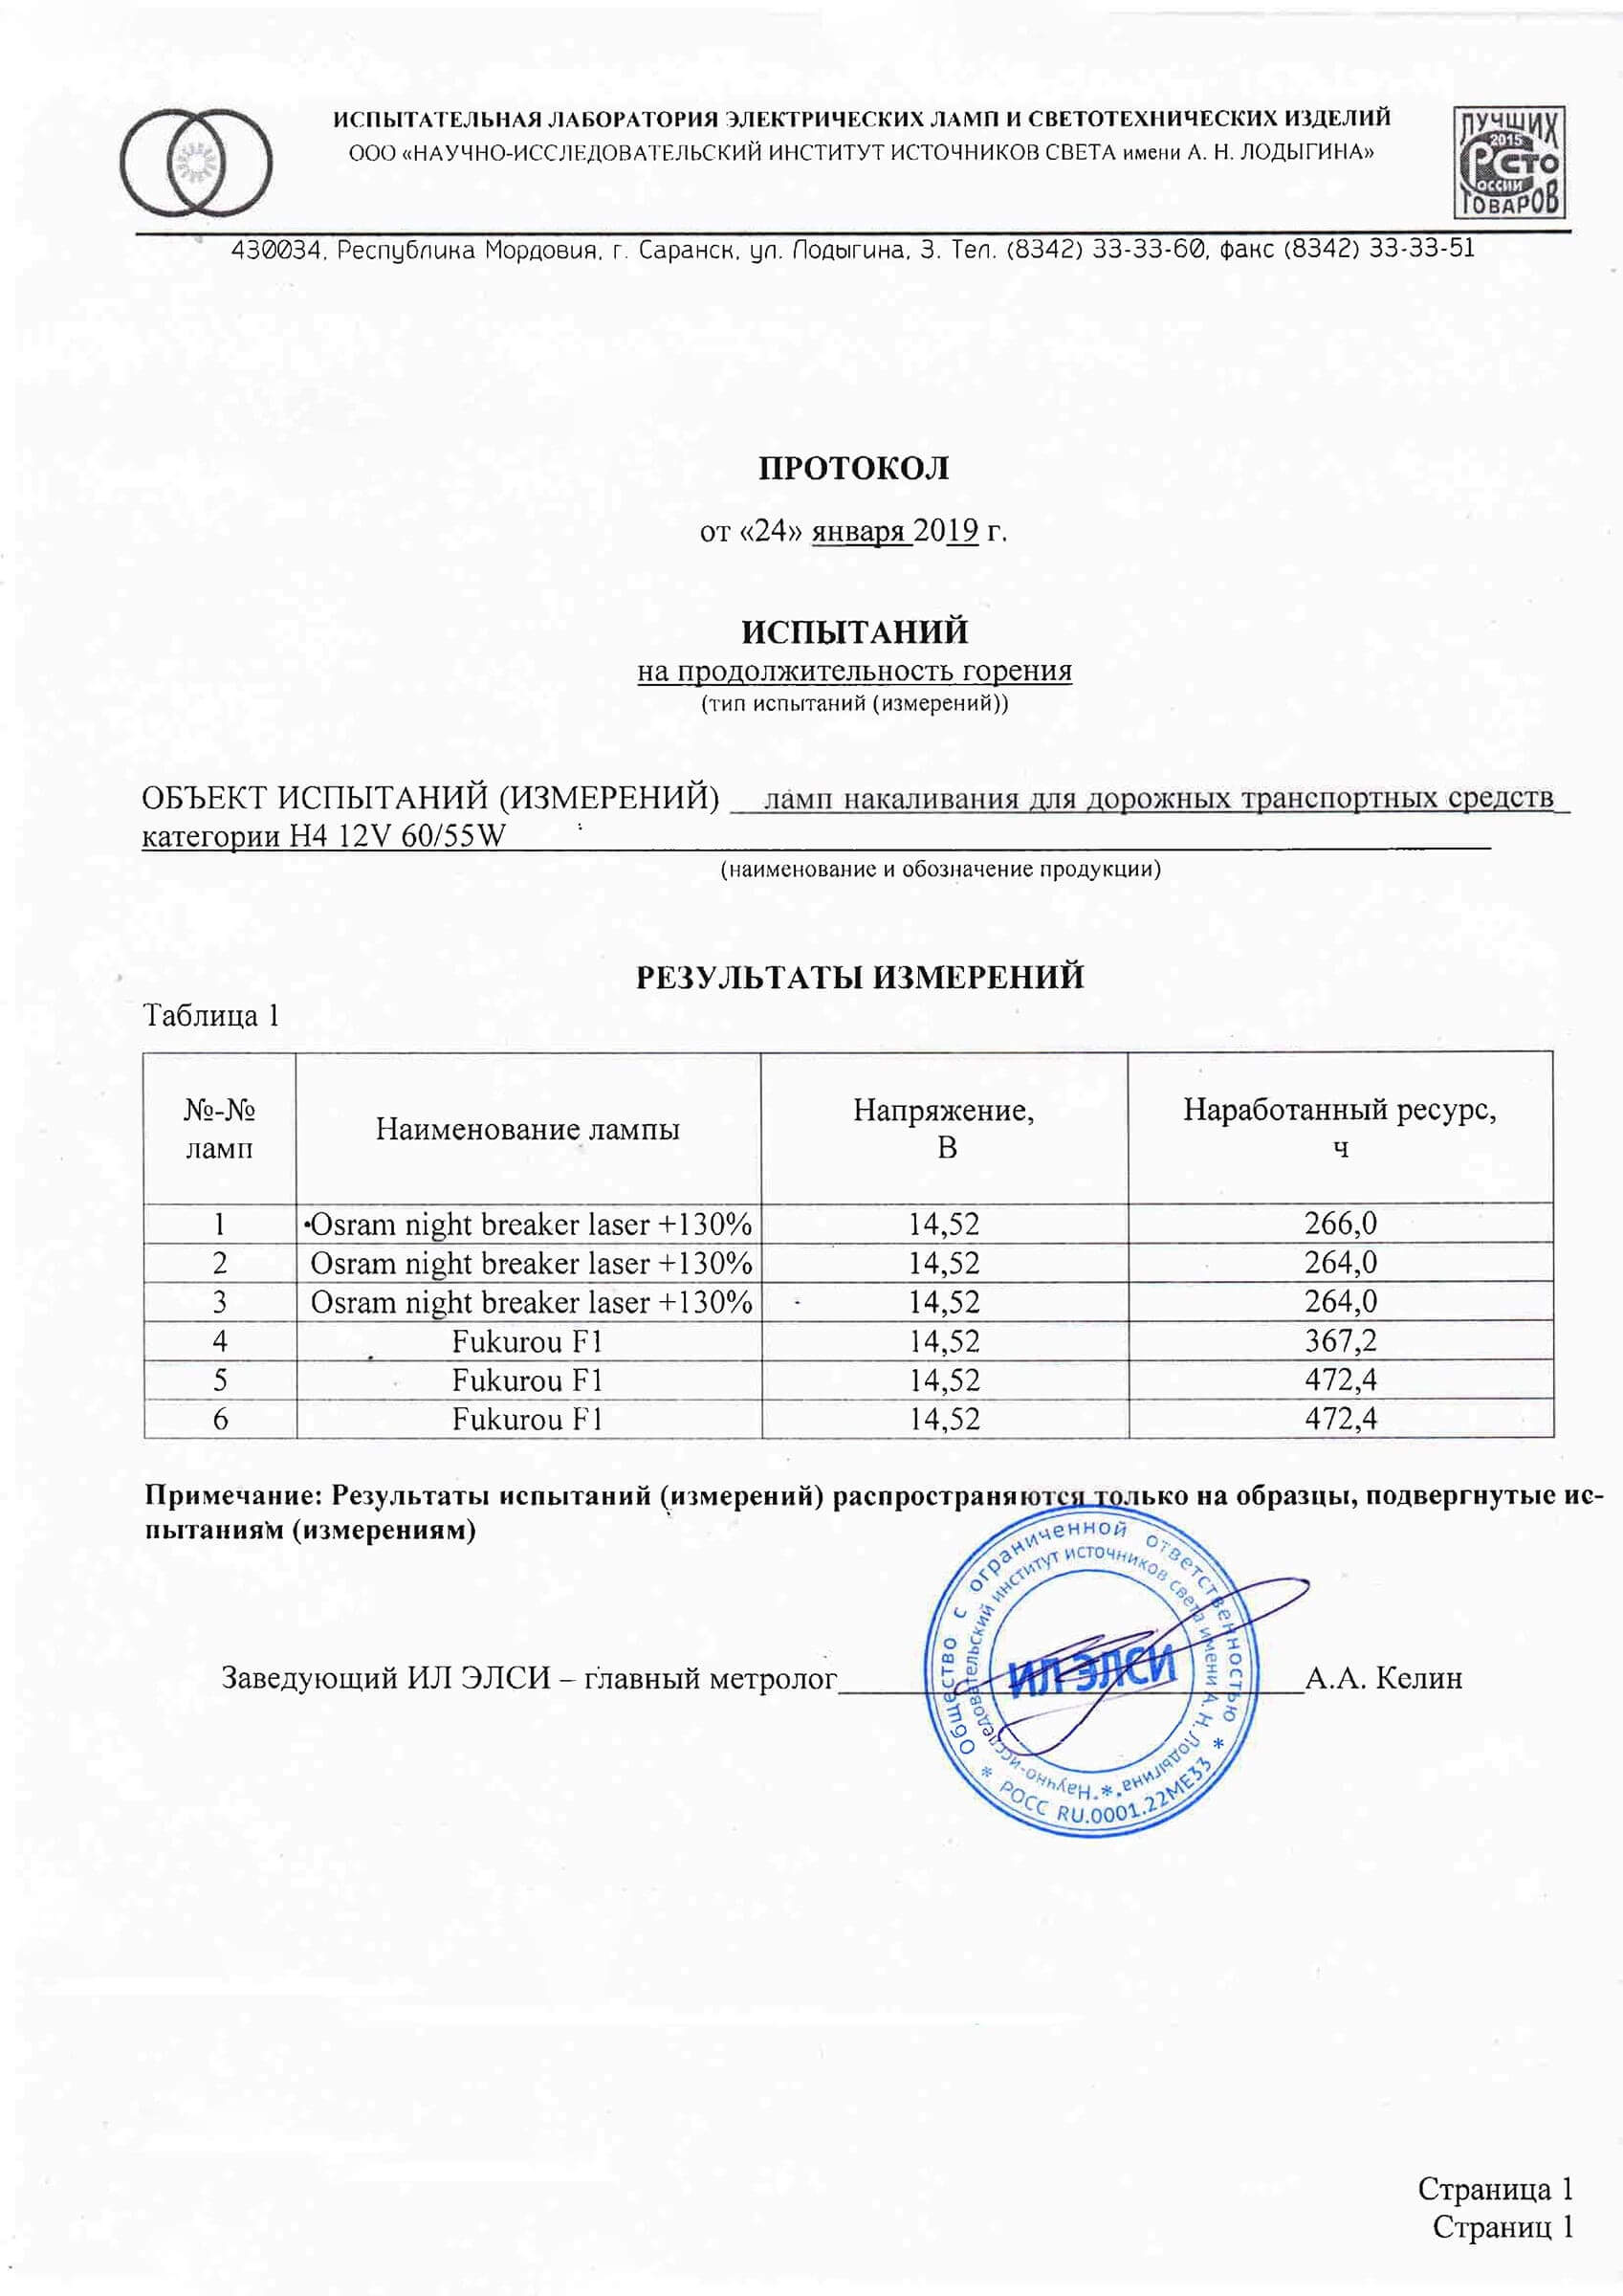 ИСПЫТАТЕЛЬНАЯ ЛАБОРАТОРИЯ ЭЛЕКТРИЧЕСКИХ ЛАМП И СВЕТОТЕХНИЧЕСКИХ ИЗДЕЛИЙ
ООО «НАУЧНО-ИССЛЕДОВАТЕЛЬСКИЙ ИНСТИТУТ ИСТОЧНИКОВ СВЕТА имени А. Н. ЛОДЫГИНА»
ЛУЧШИХ
2015
СТО
РОССИИ
ТОВАРОВ
430034, Республика Мордовия, г. Саранск, ул. Лодыгина, 3. Тел. (8342) 33-33-60, факс (8342) 33-33-51
ПРОТОКОЛ
от «24» января 2019 г.
ИСПЫТАНИЙ
на продолжительность горения
(тип испытаний (измерений))
ОБЪЕКТ ИСПЫТАНИЙ (ИЗМЕРЕНИЙ) ламп накаливания для дорожных транспортных средств
категории H4 12V 60/55W
(наименование и обозначение продукции)
РЕЗУЛЬТАТЫ ИЗМЕРЕНИЙ
Таблица 1
№-№ ламп Наименование лампы Напряжение, В Наработанный ресурс, ч
1 Osram night breaker laser +130% 14,52 266,0
2 Osram night breaker laser +130% 14,52 264,0
3 Osram night breaker laser +130% 14,52 264,0
4 Fukurou F1 14,52 367,2
5 Fukurou F1 14,52 472,4
6 Fukurou F1 14,52 472,4
Примечание: Результаты испытаний (измерений) распространяются только на образцы, подвергнутые ис-
пытаниям (измерениям)
Заведующий ИЛ ЭЛСИ – главный метролог А.А. Келин
Общество с ограниченной ответственностью
* РОСС RU.0001.22МЕ33 *
"Научно-исследовательский институт источников света имени А. Н. Лодыгина" *
ИЛ ЭЛСИ
Страница 1
Страниц 1